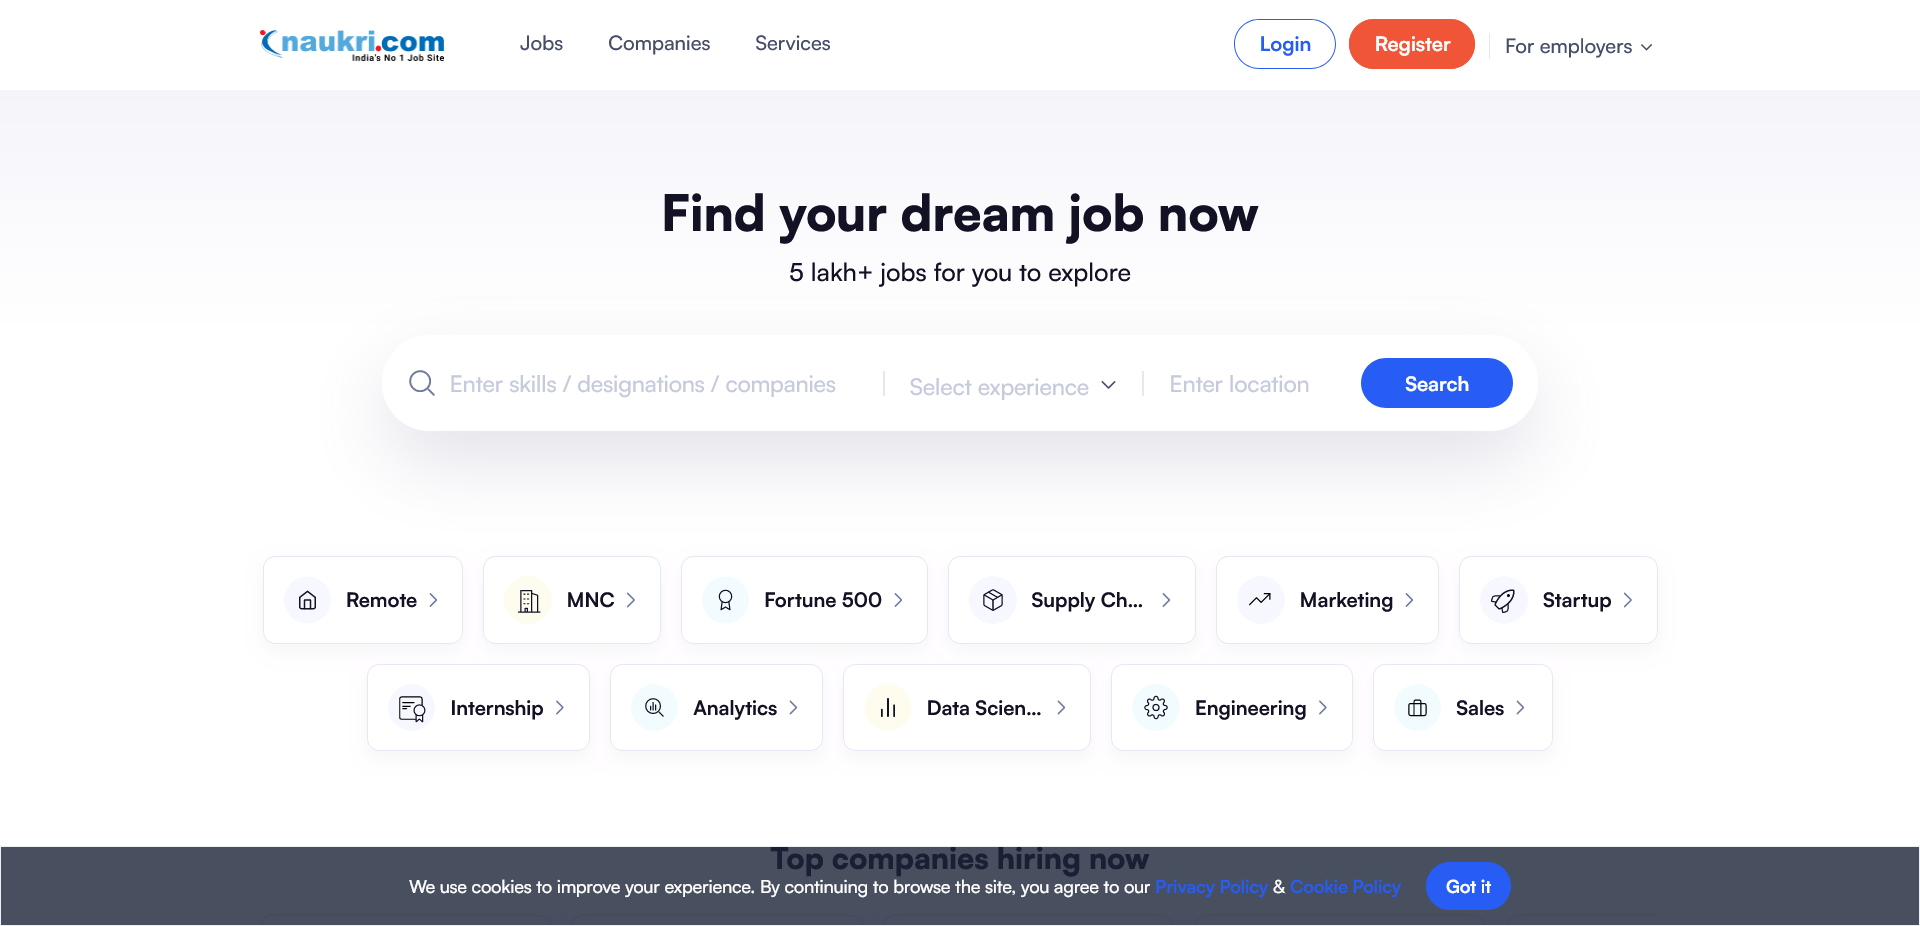 naukri.com
India's No 1 Job Site
Jobs
Companies
Services
Login
Register
For employers
Find your dream job now
5 lakh+ jobs for you to explore
Enter skills / designations / companies
Select experience
Enter location
Search
Remote
MNC
Fortune 500
Supply Ch...
Marketing
Startup
Internship
Analytics
Data Scien...
Engineering
Sales
Top companies hiring now
We use cookies to improve your experience. By continuing to browse the site, you agree to our Privacy Policy & Cookie Policy
Got it